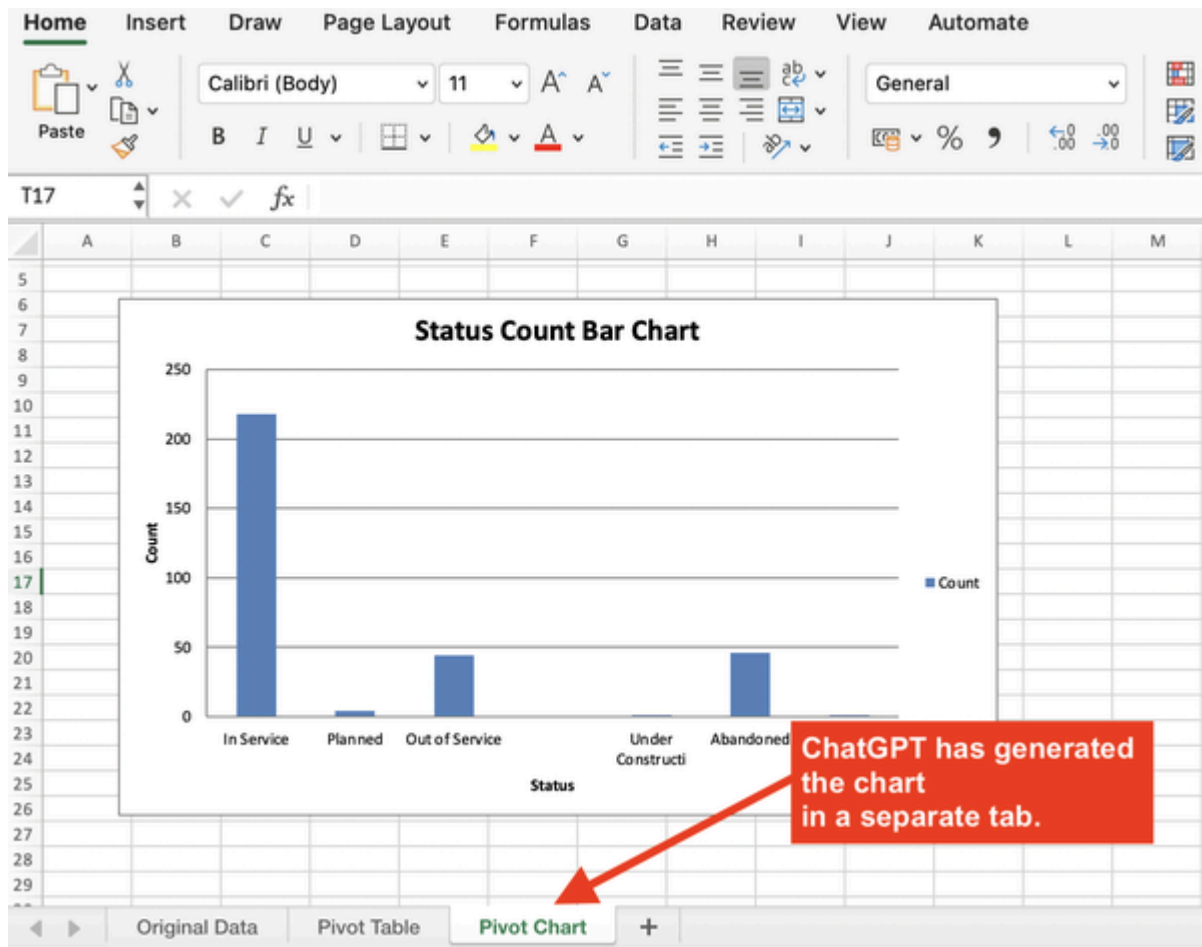 Home Insert Draw Page Layout Formulas Data Review View Automate
Paste
Calibri (Body) 11 A^ A˅
ab
General
B I U A
% 9 .00 .00
T17 fx
A B C D E F G H I J K L M
5
6
7
8
9
10
11
12
13
14
15
16
17
18
19
20
21
22
23
24
25
26
27
28
29
Status Count Bar Chart
250
200
150
100
50
0
Count
In Service Planned Out of Service Under Abandoned
Constructi
Status
Count
ChatGPT has generated
the chart
in a separate tab.
Original Data Pivot Table Pivot Chart +